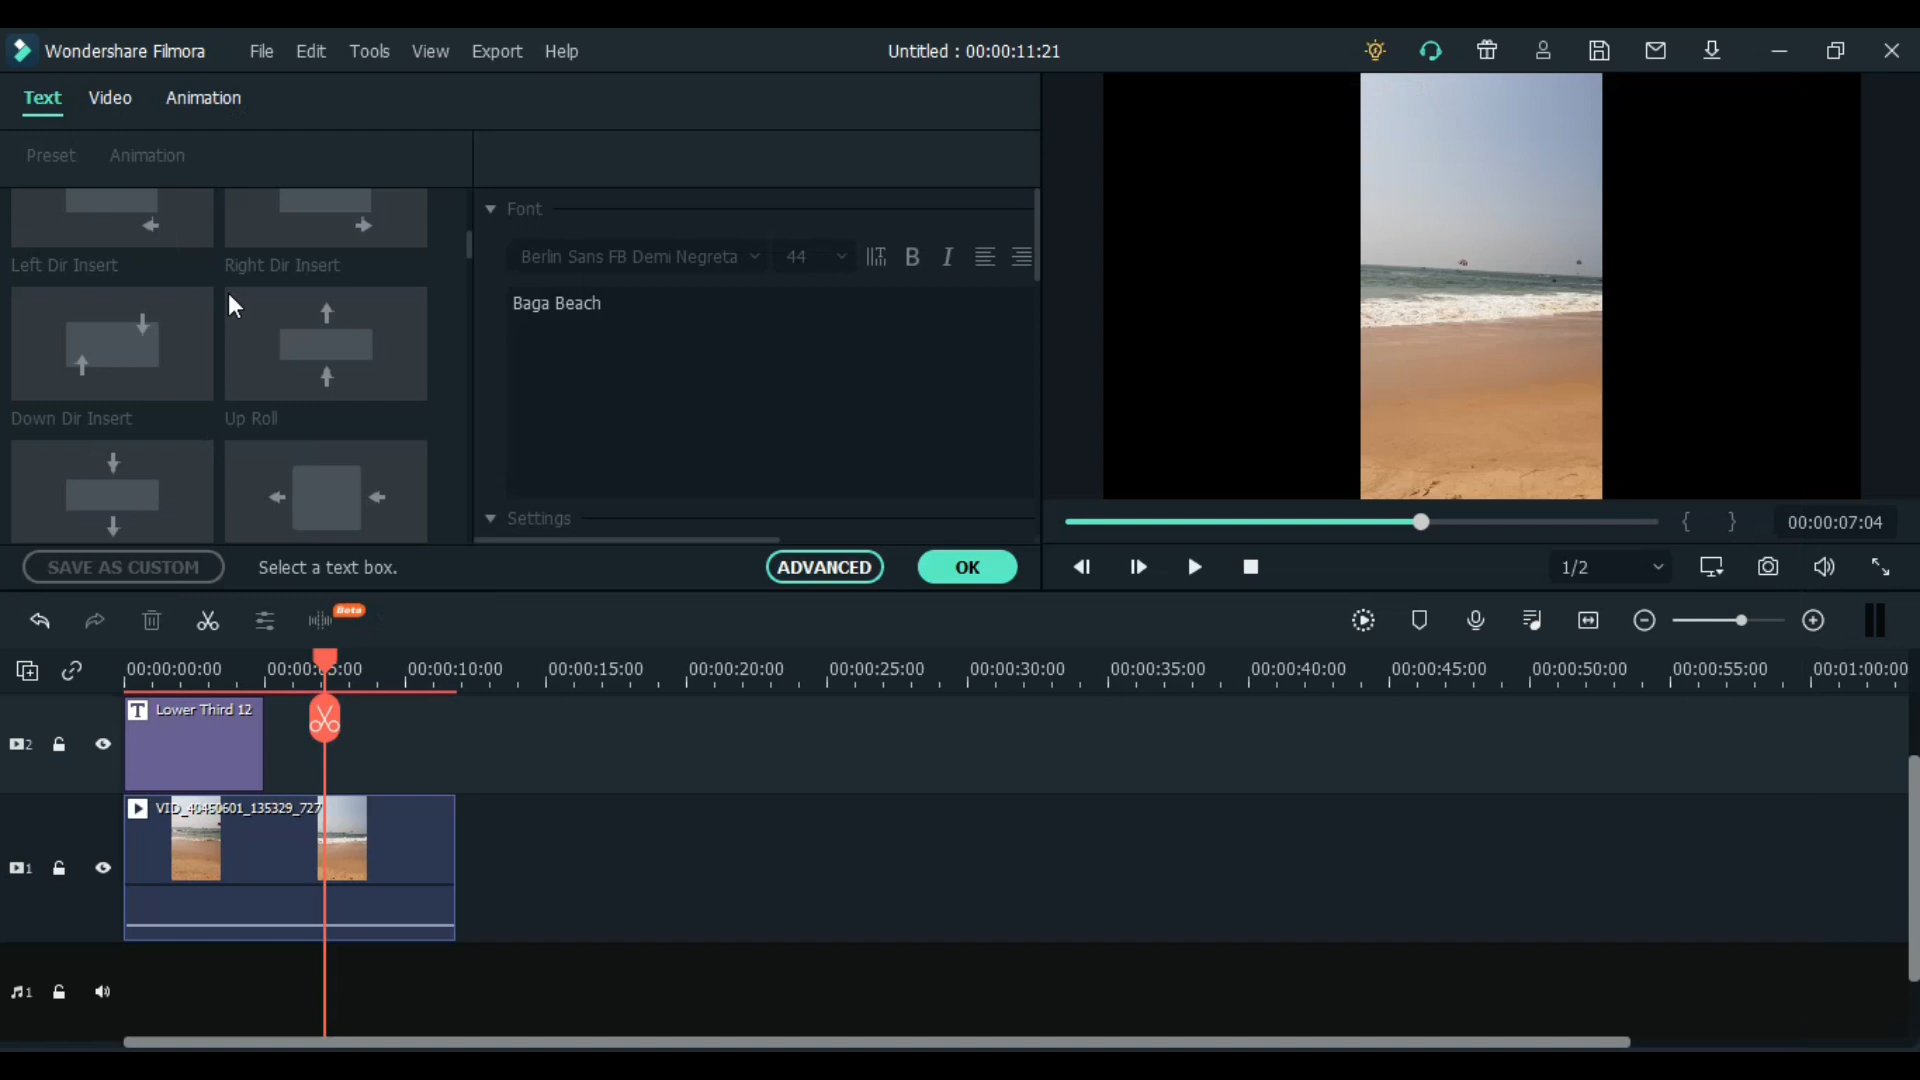 Wondershare Filmora File Edit Tools View Export Help Untitled : 00:00:11:21
Text Video Animation
Preset Animation
Font
Left Dir Insert Right Dir Insert
Berlin Sans FB Demi Negreta 44 B I
Baga Beach
Down Dir Insert Up Roll
Settings
{ } 00:00:07:04
SAVE AS CUSTOM Select a text box. ADVANCED OK
1/2
Beta
00:00:00:00 00:00:05:00 00:00:10:00 00:00:15:00 00:00:20:00 00:00:25:00 00:00:30:00 00:00:35:00 00:00:40:00 00:00:45:00 00:00:50:00 00:00:55:00 00:01:00:00
T Lower Third 12
2
VID_40450601_135329_727
1
1